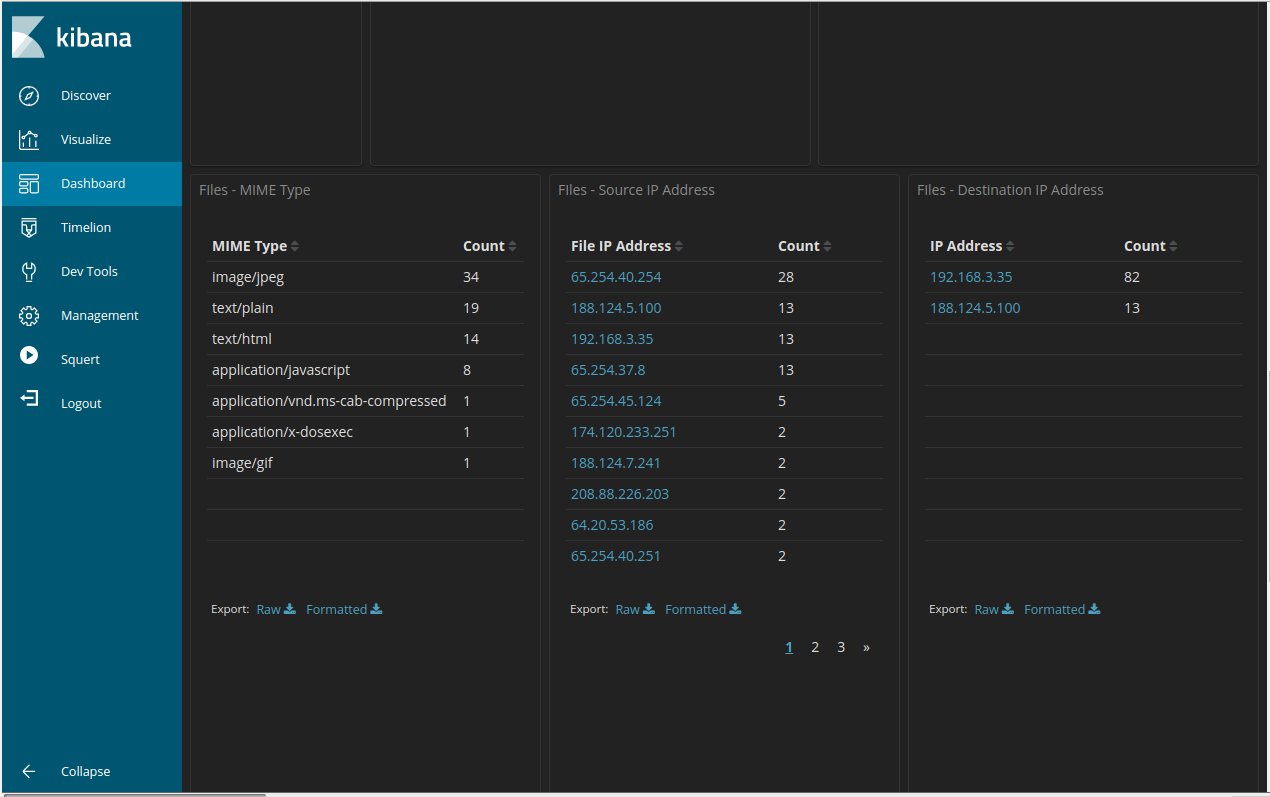 kibana
Discover
Visualize
Dashboard
Timelion
Dev Tools
Management
Squert
Logout
Collapse
FIles - MIME Type
MIME Type Count
image/jpeg 34
text/plain 19
text/html 14
application/javascript 8
application/vnd.ms-cab-compressed 1
application/x-dosexec 1
image/gif 1
Export: Raw Formatted
FIles - Source IP Address
File IP Address Count
65.254.40.254 28
188.124.5.100 13
192.168.3.35 13
65.254.37.8 13
65.254.45.124 5
174.120.233.251 2
188.124.7.241 2
208.88.226.203 2
64.20.53.186 2
65.254.40.251 2
Export: Raw Formatted
1 2 3 »
FIles - Destination IP Address
IP Address Count
192.168.3.35 82
188.124.5.100 13
Export: Raw Formatted